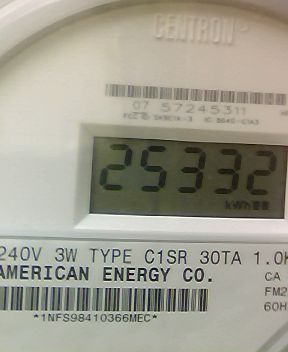 CENTRON®
07 57245311
25332
kWh
240V 3W TYPE C1SR 30TA 1.0K
AMERICAN ENERGY CO.
CA
FM2
60H
*1NFS98410366MEC*